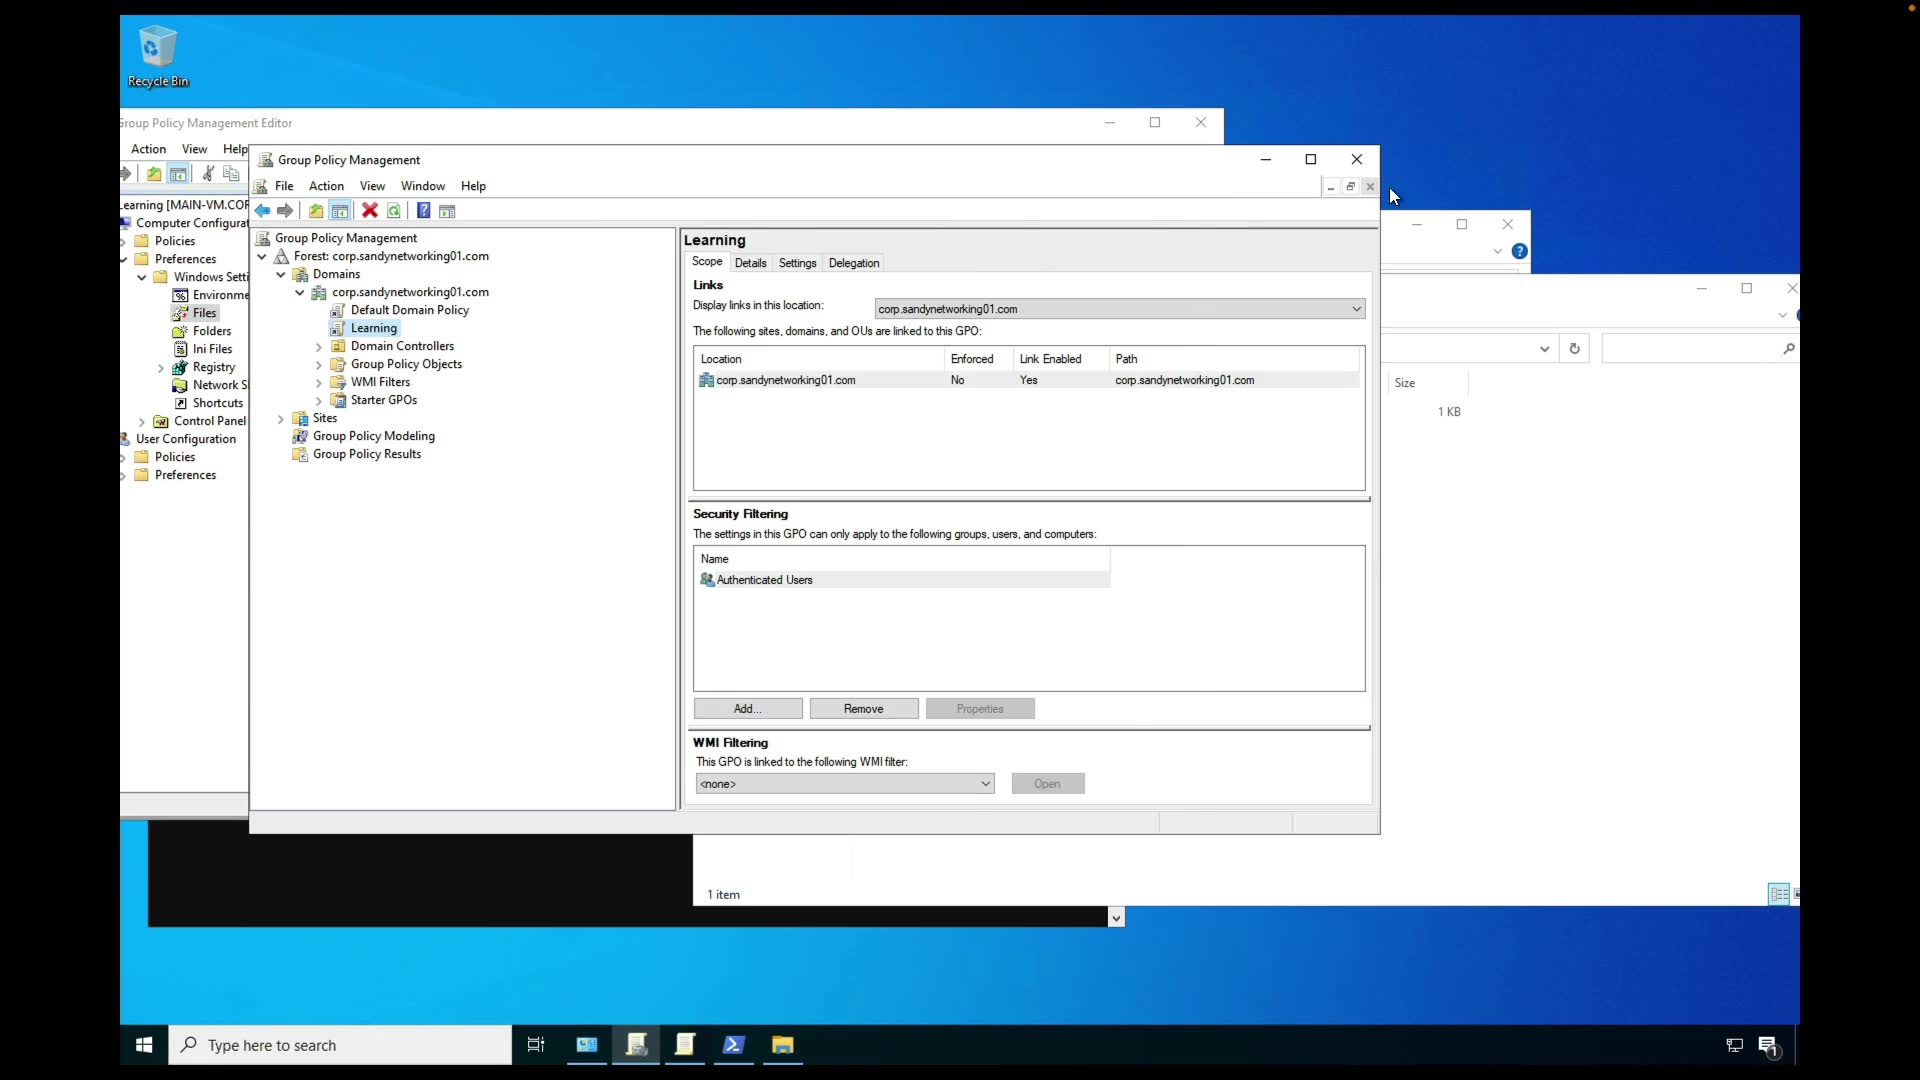 Recycle Bin
Group Policy Management Editor
Action View Help
Learning [MAIN-VM.COR
Computer Configurat
Policies
Preferences
Windows Setti
Environme
Files
Folders
Ini Files
Registry
Network S
Shortcuts
Control Panel
User Configuration
Policies
Preferences
Group Policy Management
File Action View Window Help
Group Policy Management
Forest: corp.sandynetworking01.com
Domains
corp.sandynetworking01.com
Default Domain Policy
Learning
Domain Controllers
Group Policy Objects
WMI Filters
Starter GPOs
Sites
Group Policy Modeling
Group Policy Results
Learning
Scope Details Settings Delegation
Links
Display links in this location: corp.sandynetworking01.com
The following sites, domains, and OUs are linked to this GPO:
Location Enforced Link Enabled Path
corp.sandynetworking01.com No Yes corp.sandynetworking01.com
Security Filtering
The settings in this GPO can only apply to the following groups, users, and computers:
Name
Authenticated Users
Add... Remove Properties
WMI Filtering
This GPO is linked to the following WMI filter:
<none> Open
Size
1 KB
1 item
Type here to search
1